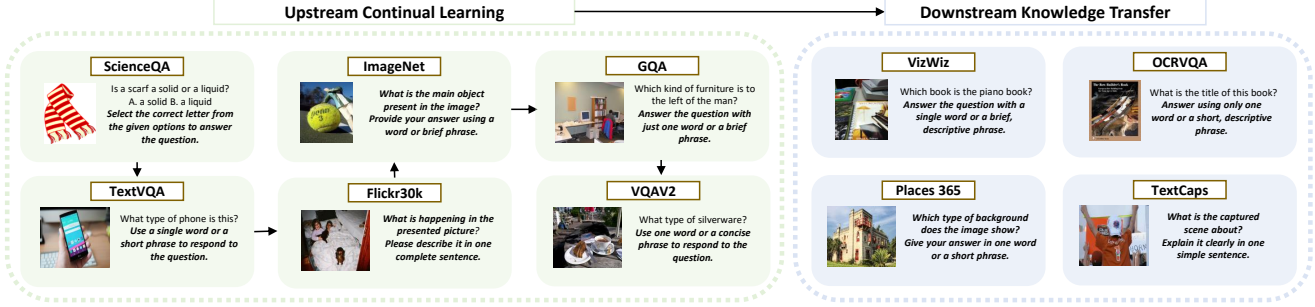 Upstream Continual Learning
Downstream Knowledge Transfer
ScienceQA
Is a scarf a solid or a liquid?
A. a solid B. a liquid
Select the correct letter from
the given options to answer
the question.
ImageNet
What is the main object
present in the image?
Provide your answer using a
word or brief phrase.
GQA
Which kind of furniture is to
the left of the man?
Answer the question with
just one word or a brief
phrase.
TextVQA
What type of phone is this?
Use a single word or a
short phrase to respond to
the question.
Flickr30k
What is happening in the
presented picture?
Please describe it in one
complete sentence.
VQAV2
What type of silverware?
Use one word or a concise
phrase to respond to the
question.
VizWiz
Which book is the piano book?
Answer the question with a
single word or a brief,
descriptive phrase.
OCRVQA
What is the title of this book?
Answer using only one
word or a short, descriptive
phrase.
Places 365
Which type of background
does the image show?
Give your answer in one word
or a short phrase.
TextCaps
What is the captured
scene about?
Explain it clearly in one
simple sentence.